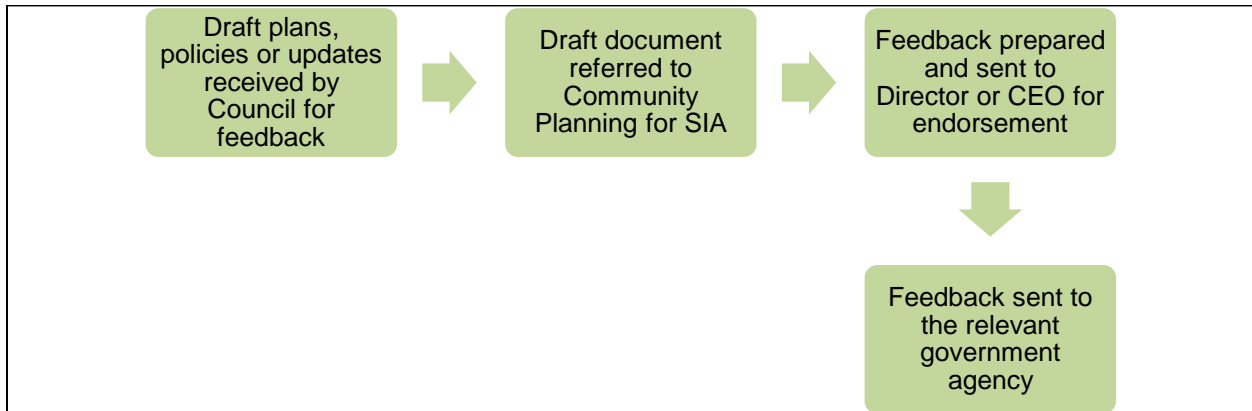 Draft plans,
policies or updates
received by
Council for
feedback
Draft document
referred to
Community
Planning for SIA
Feedback prepared
and sent to
Director or CEO for
endorsement
Feedback sent to
the relevant
government
agency